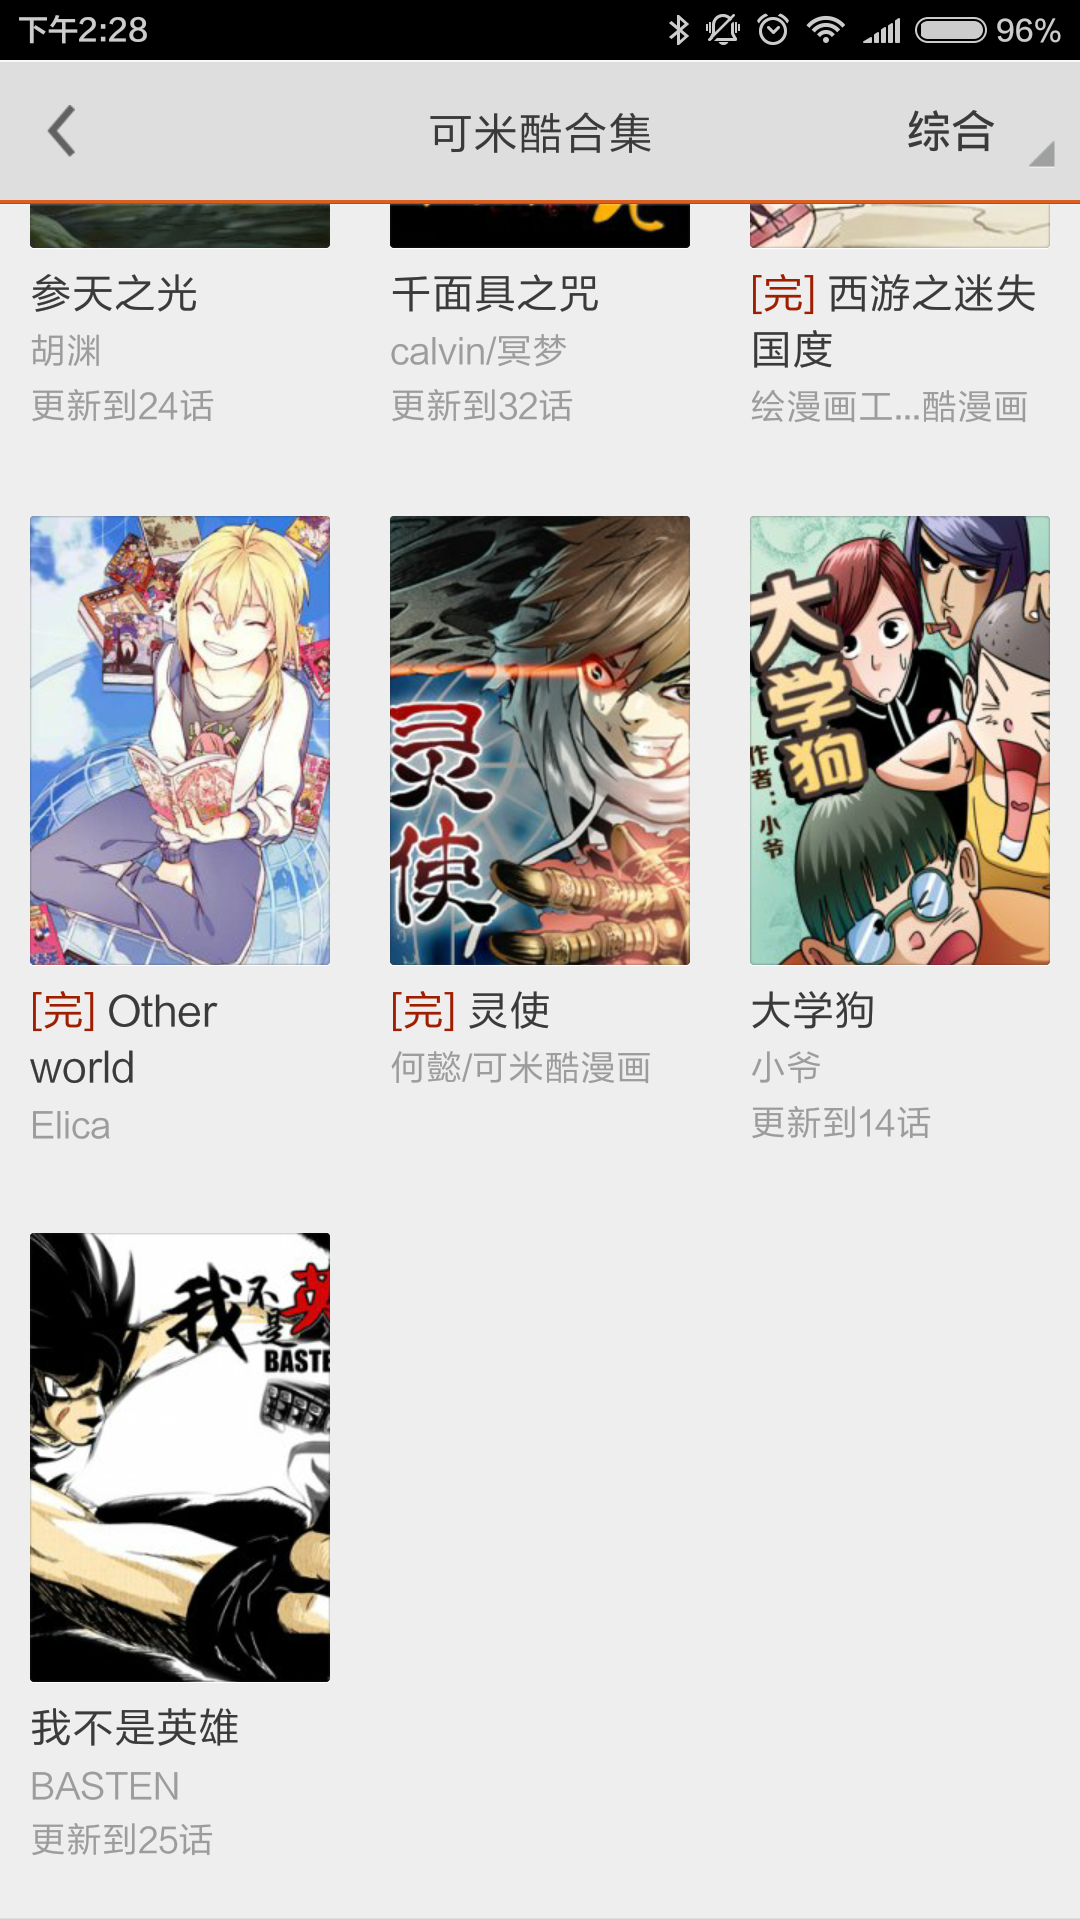 下午2:28
96%
可米酷合集
综合
参天之光
胡渊
更新到24话
千面具之咒
calvin/冥梦
更新到32话
[完] 西游之迷失
国度
绘漫画工...酷漫画
灵
使
大
学
狗
作者：小爷
[完] Other
world
Elica
[完] 灵使
何懿/可米酷漫画
大学狗
小爷
更新到14话
我不是英
BASTE
我不是英雄
BASTEN
更新到25话